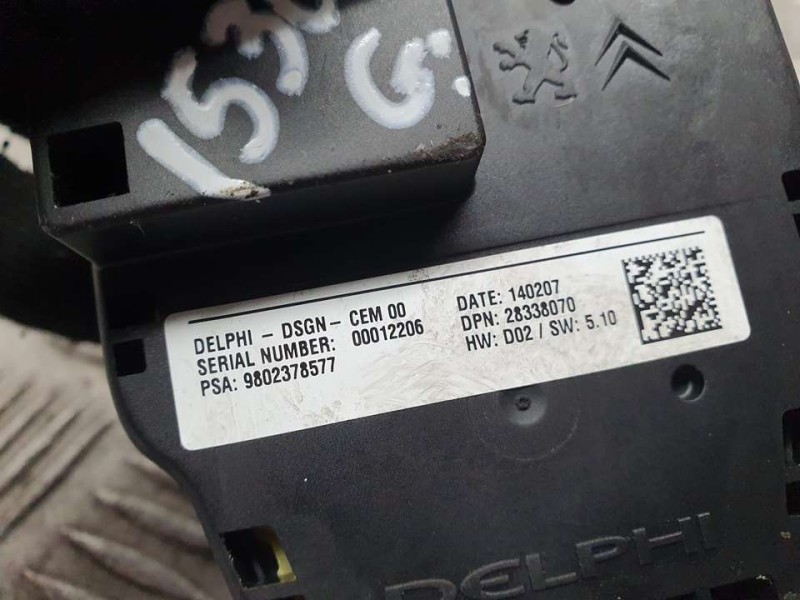 G.
DELPHI - DSGN - CEM 00
SERIAL NUMBER: 00012206
PSA: 9802378577
DATE: 140207
DPN: 28338070
HW: D02 / SW: 5.10
DELPHI